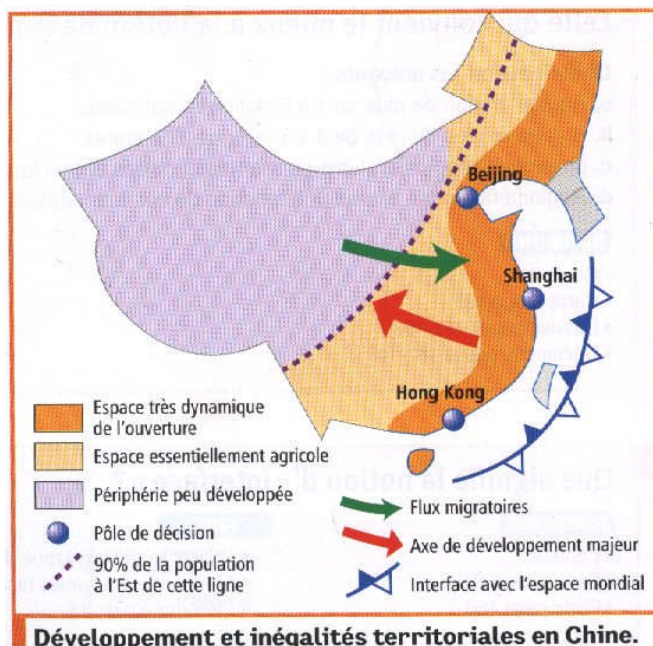 Beijing
Shanghai
Hong Kong
Espace très dynamique
de l'ouverture
Espace essentiellement agricole
Périphérie peu développée
Pôle de décision
90% de la population
à l'Est de cette ligne
Flux migratoires
Axe de développement majeur
Interface avec l'espace mondial
Développement et inégalités territoriales en Chine.